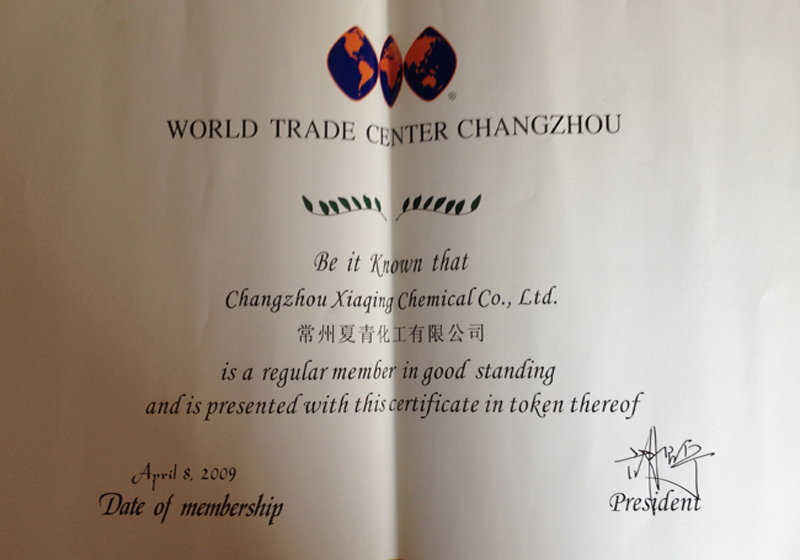 ®
WORLD TRADE CENTER CHANGZHOU
Be it Known that
Changzhou Xiaqing Chemical Co., Ltd.
常州夏青化工有限公司
is a regular member in good standing
and is presented with this certificate in token thereof
April 8, 2009
Date of membership
President